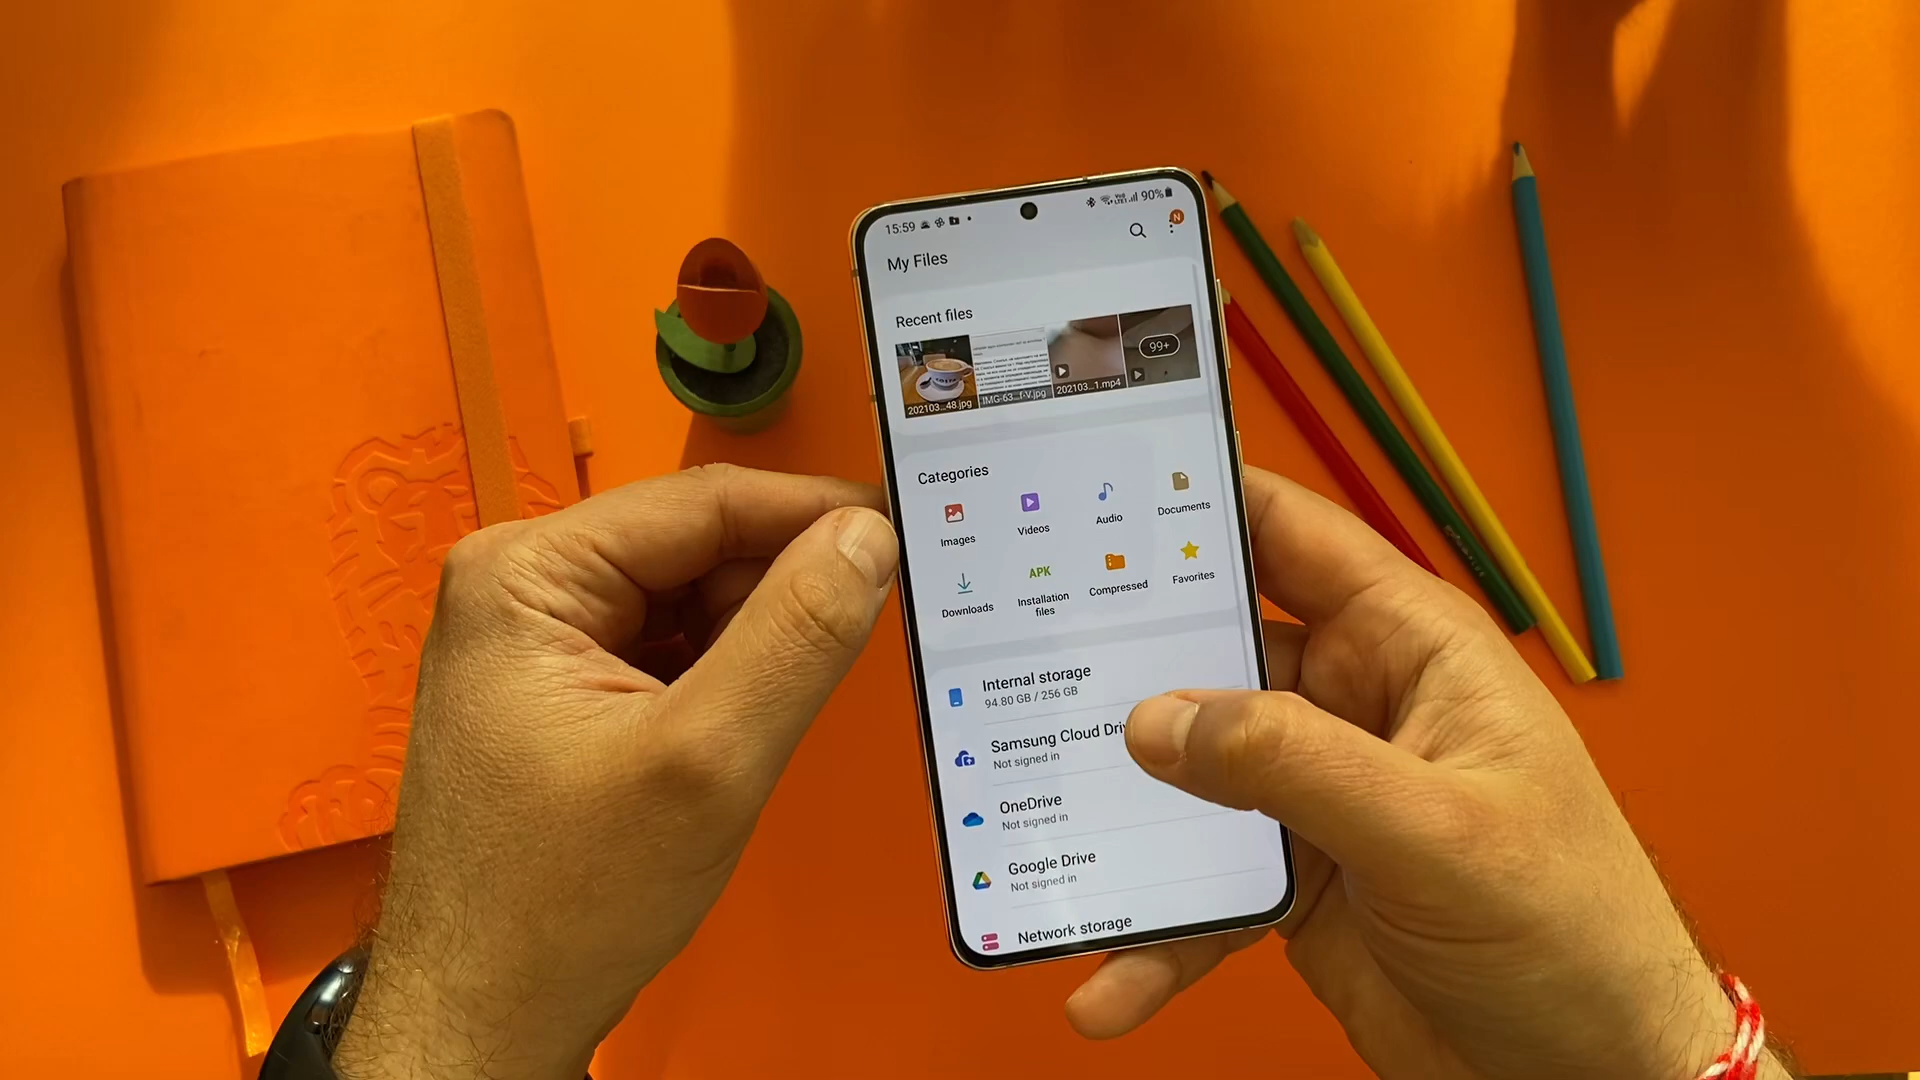 15:59
90%
N
My Files
Recent files
COSTA
99+
202103...48.jpg
IMG-63...f-V.jpg
202103...1.mp4
Categories
Images
Videos
Audio
Documents
Downloads
APK
Installation
files
Compressed
Favorites
Internal storage
94.80 GB / 256 GB
Samsung Cloud Driv
Not signed in
OneDrive
Not signed in
Google Drive
Not signed in
Network storage